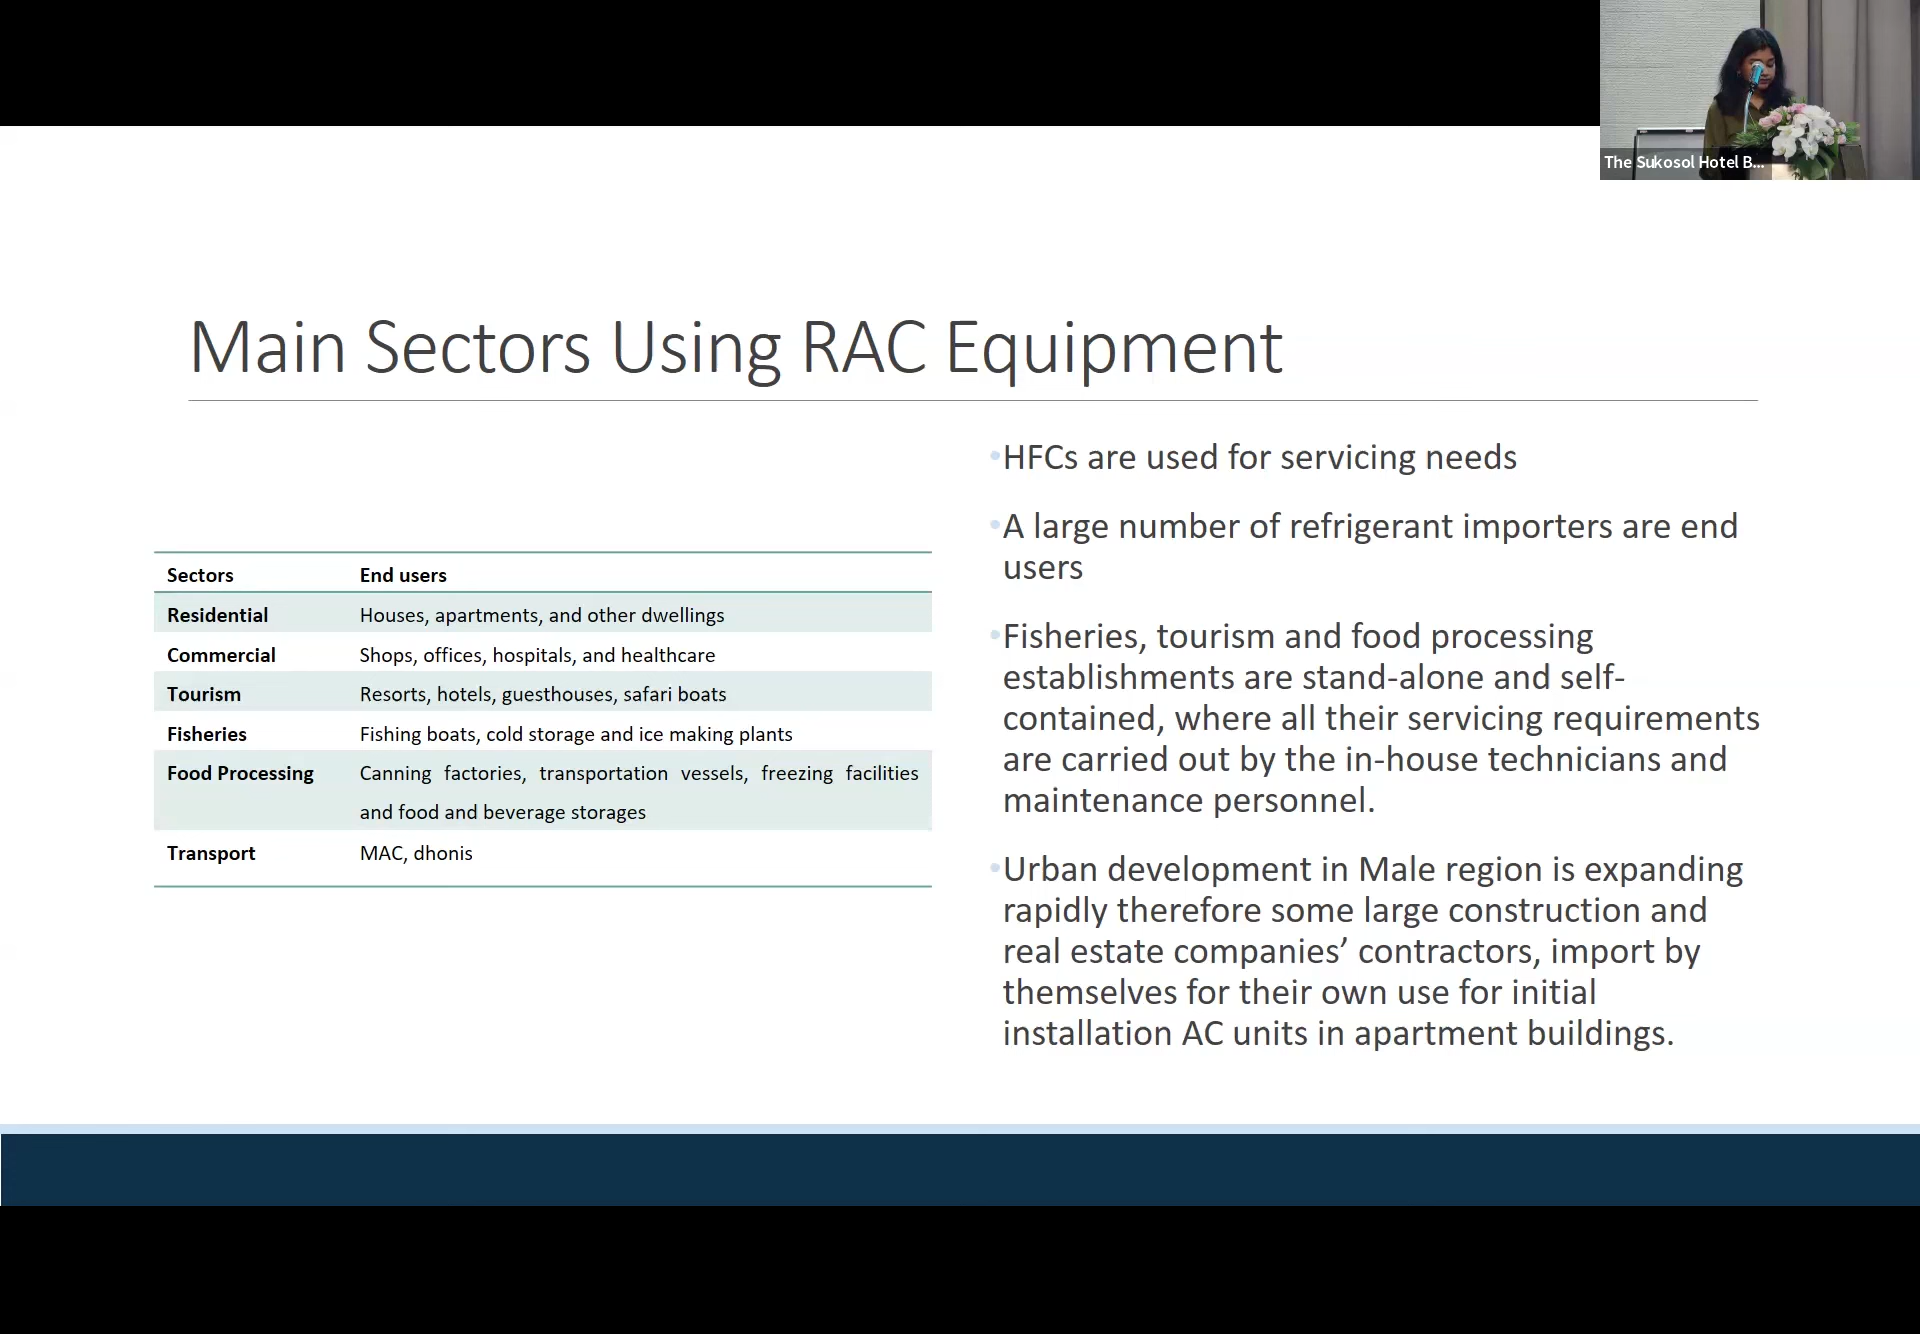 The Sukosol Hotel B...
Main Sectors Using RAC Equipment
Sectors End users
Residential Houses, apartments, and other dwellings
Commercial Shops, offices, hospitals, and healthcare
Tourism Resorts, hotels, guesthouses, safari boats
Fisheries Fishing boats, cold storage and ice making plants
Food Processing Canning factories, transportation vessels, freezing facilities
and food and beverage storages
Transport MAC, dhonis
•HFCs are used for servicing needs
•A large number of refrigerant importers are end
users
•Fisheries, tourism and food processing
establishments are stand-alone and self-
contained, where all their servicing requirements
are carried out by the in-house technicians and
maintenance personnel.
•Urban development in Male region is expanding
rapidly therefore some large construction and
real estate companies’ contractors, import by
themselves for their own use for initial
installation AC units in apartment buildings.